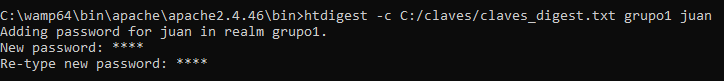 C:\wamp64\bin\apache\apache2.4.46\bin>htdigest -c C:/claves/claves_digest.txt grupo1 juan
Adding password for juan in realm grupo1.
New password: ****
Re-type new password: ****